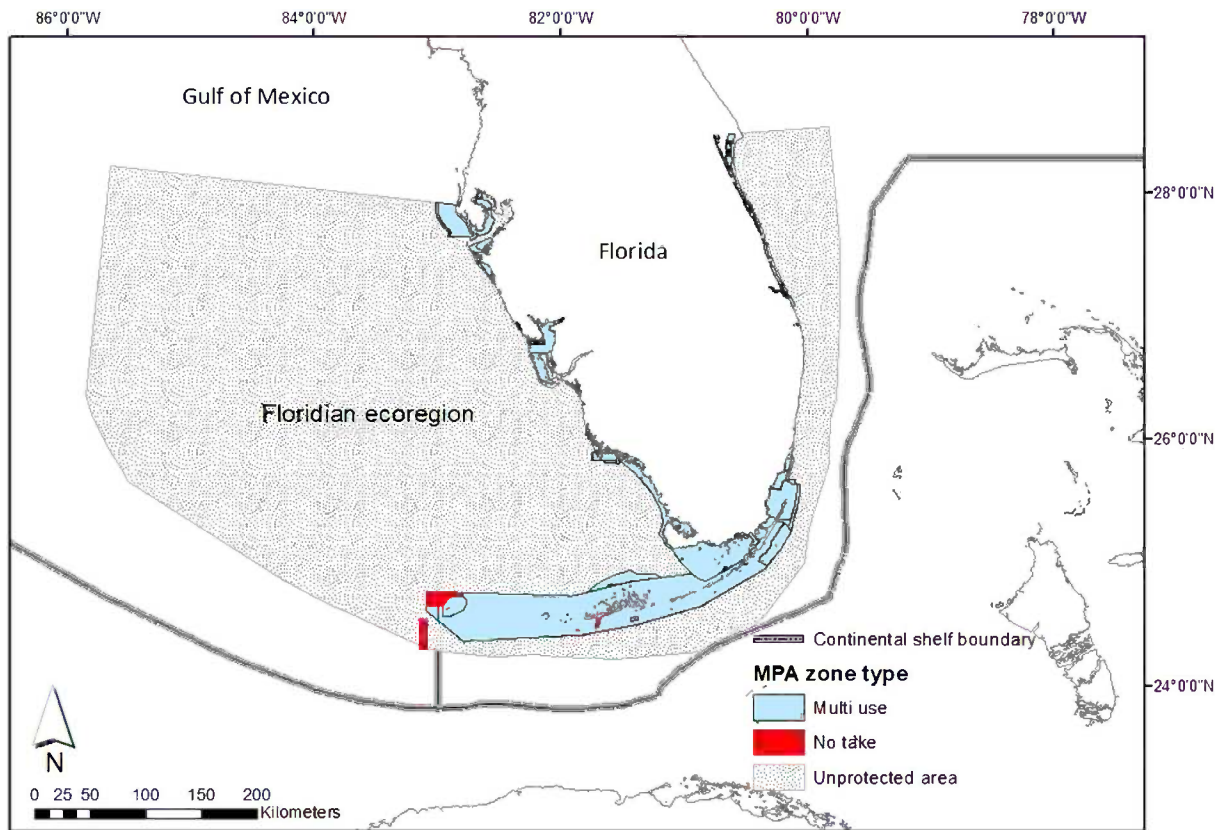 86°0'0"W 84°0'0"W 82°0'0"W 80°0'0"W 78°0'0"W
Gulf of Mexico
28°0'0"N
Florida
Floridian ecoregion
26°0'0"N
Continental shelf boundary
MPA zone type
24°0'0"N
Multi use
No take
Unprotected area
N
0 25 50 100 150 200
Kilometers